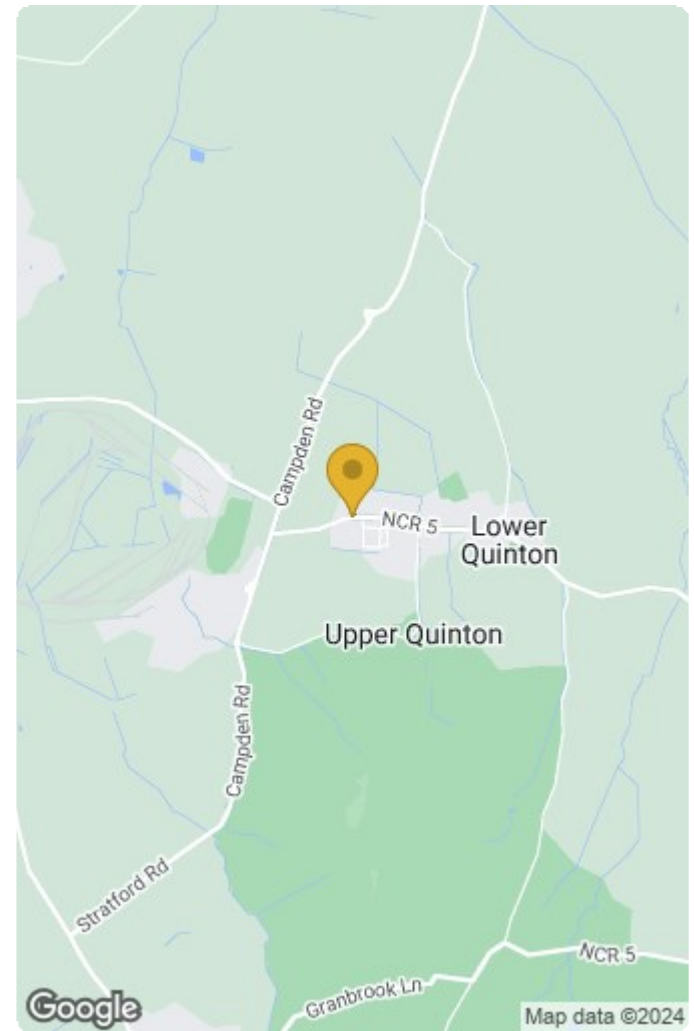 Campden Rd
NCR 5
Lower
Quinton
Upper Quinton
Campden Rd
Stratford Rd
NCR 5
Granbrook Ln
Google
Map data ©2024